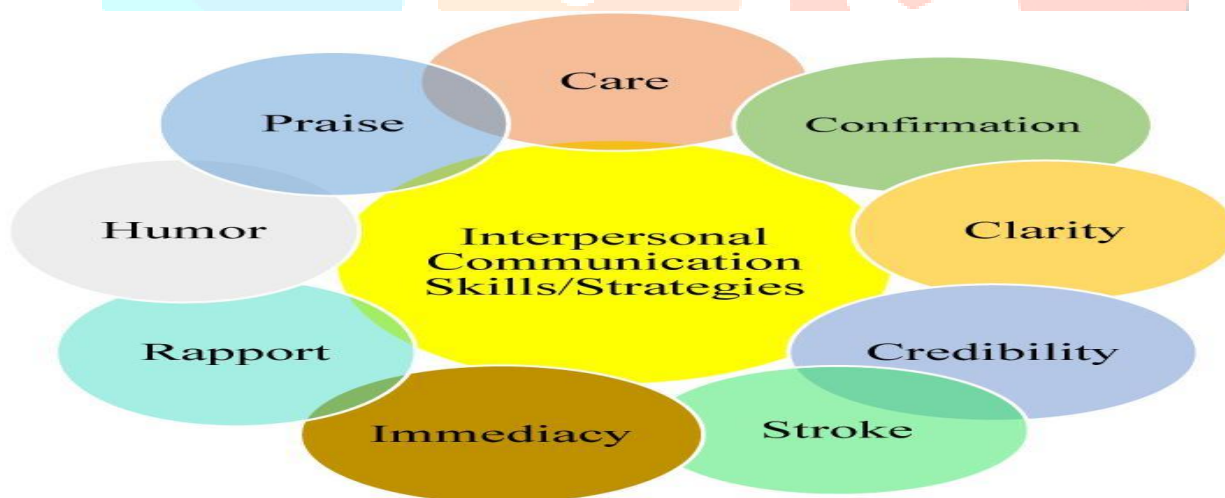 Care
Praise
Confirmation
Humor
Interpersonal
Communication
Skills/Strategies
Clarity
Rapport
Credibility
Immediacy
Stroke